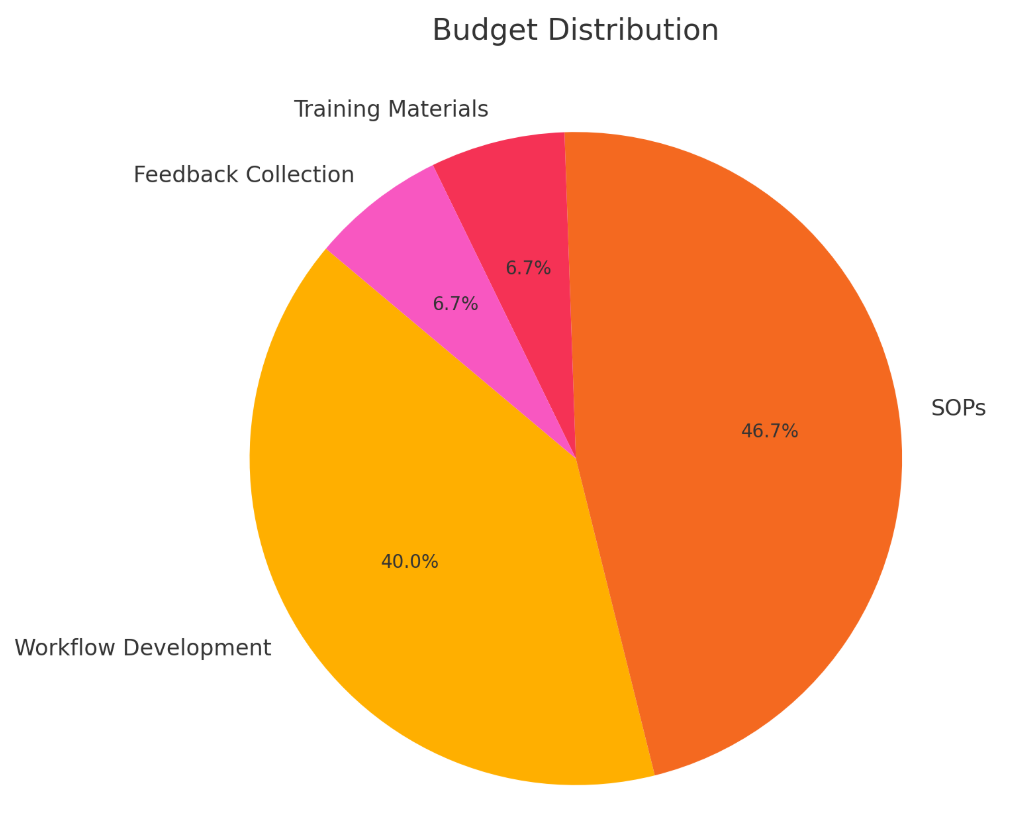 Budget Distribution
Training Materials
Feedback Collection
6.7%
6.7%
SOPs
46.7%
40.0%
Workflow Development